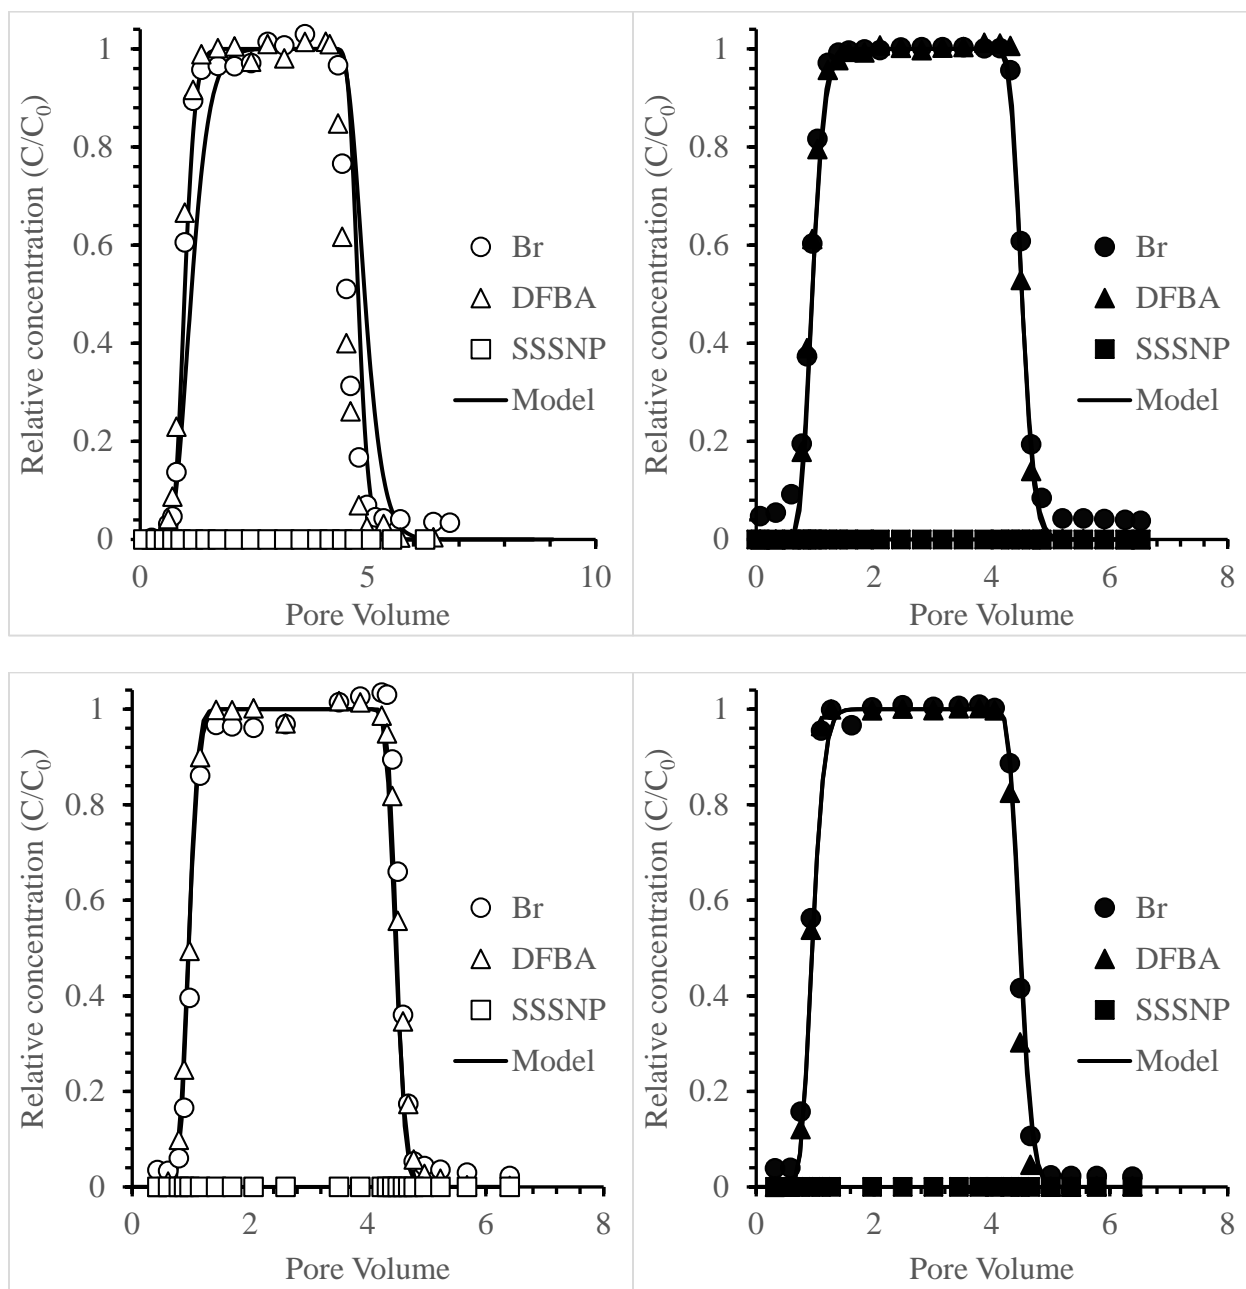 Relative concentration (C/C₀)
1
0.8
0.6
0.4
0.2
0
0
5
10
Pore Volume
Br
DFBA
SSSNP
Model
Relative concentration (C/C₀)
1
0.8
0.6
0.4
0.2
0
0
2
4
6
8
Pore Volume
Br
DFBA
SSSNP
Model
Relative concentration (C/C₀)
1
0.8
0.6
0.4
0.2
0
0
2
4
6
8
Pore Volume
Br
DFBA
SSSNP
Model
Relative concentration (C/C₀)
1
0.8
0.6
0.4
0.2
0
0
2
4
6
8
Pore Volume
Br
DFBA
SSSNP
Model